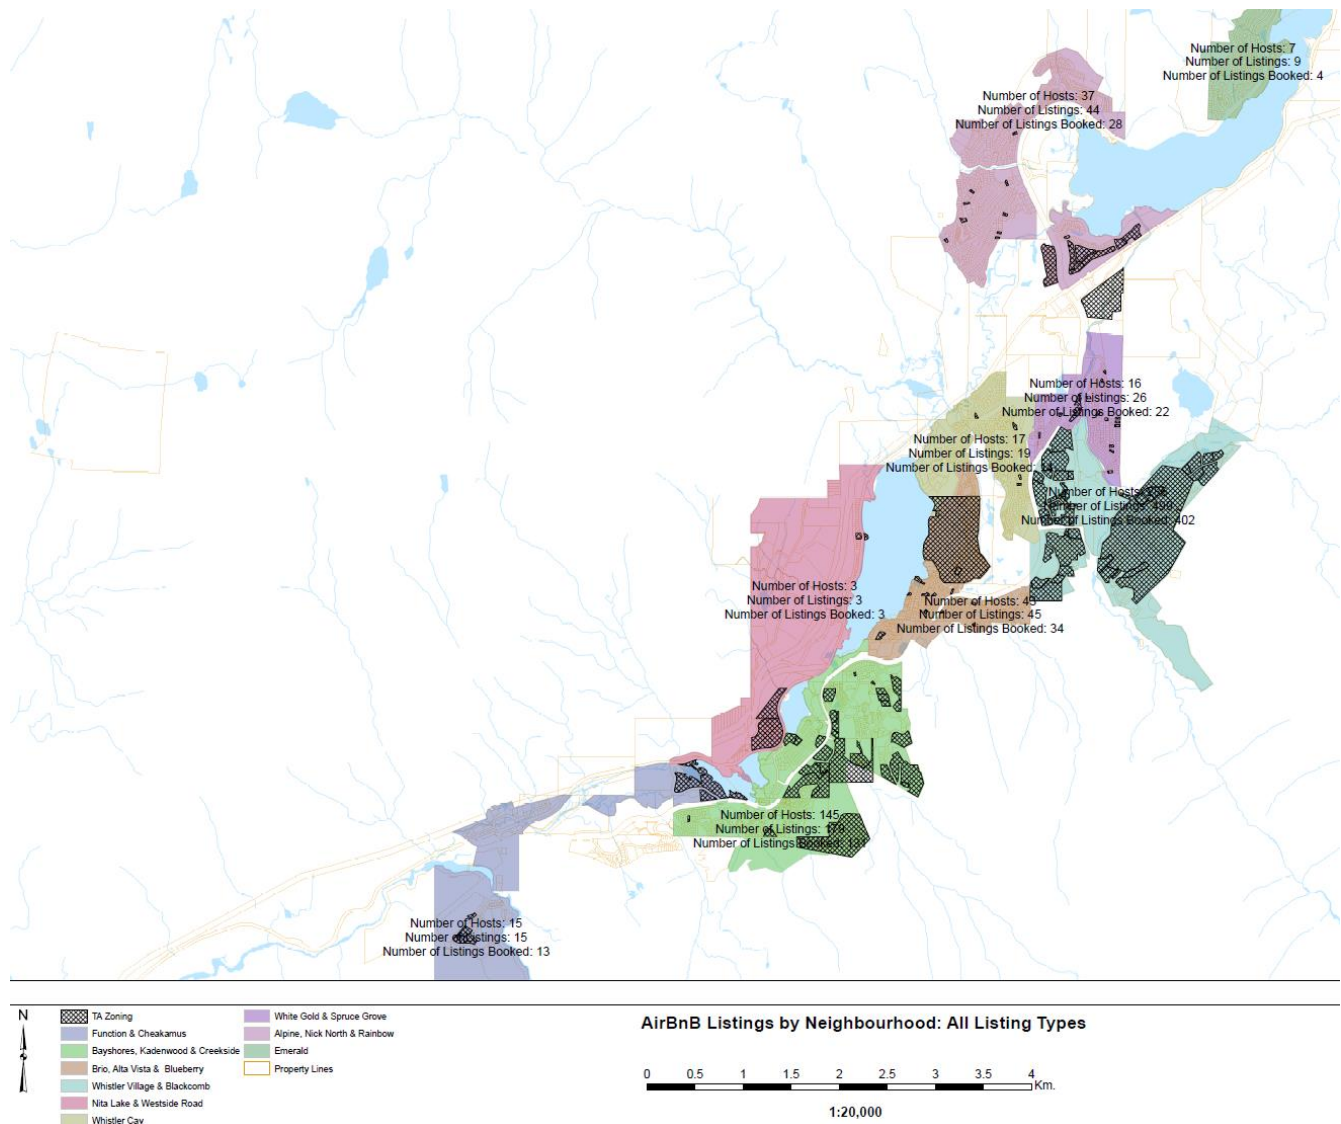 Number of Hosts: 7
Number of Listings: 9
Number of Listings Booked: 4
Number of Hosts: 37
Number of Listings: 44
Number of Listings Booked: 28
Number of Hosts: 16
Number of Listings: 26
Number of Listings Booked: 22
Number of Hosts: 17
Number of Listings: 19
Number of Listings Booked:
Number of Hosts:
Number of Listings:
Number of Listings Booked: 402
Number of Hosts: 3
Number of Listings: 3
Number of Listings Booked: 3
Number of Hosts:
Number of Listings: 45
Number of Listings Booked: 34
Number of Hosts: 145
Number of Listings:
Number of Listings Booked:
Number of Hosts: 15
Number of Listings: 15
Number of Listings Booked: 13
N
TA Zoning
Function & Cheakamus
Bayshores, Kadenwood & Creekside
Brio, Alta Vista & Blueberry
Whistler Village & Blackcomb
Nita Lake & Westside Road
Whistler Cay
White Gold & Spruce Grove
Alpine, Nick North & Rainbow
Emerald
Property Lines
AirBnB Listings by Neighbourhood: All Listing Types
0 0.5 1 1.5 2 2.5 3 3.5 4
Km.
1:20,000